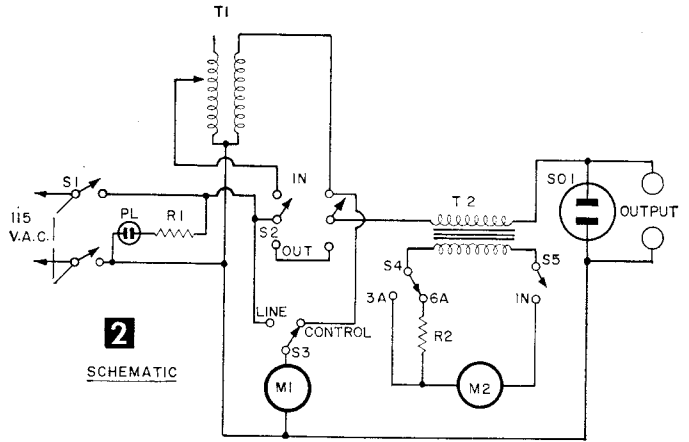 T1
IN
S1
115
V.A.C.
PL
R1
S2
OUT
T2
SO1
OUTPUT
S4
S5
3A
6A
IN
R2
LINE
CONTROL
S3
M1
M2
2
SCHEMATIC